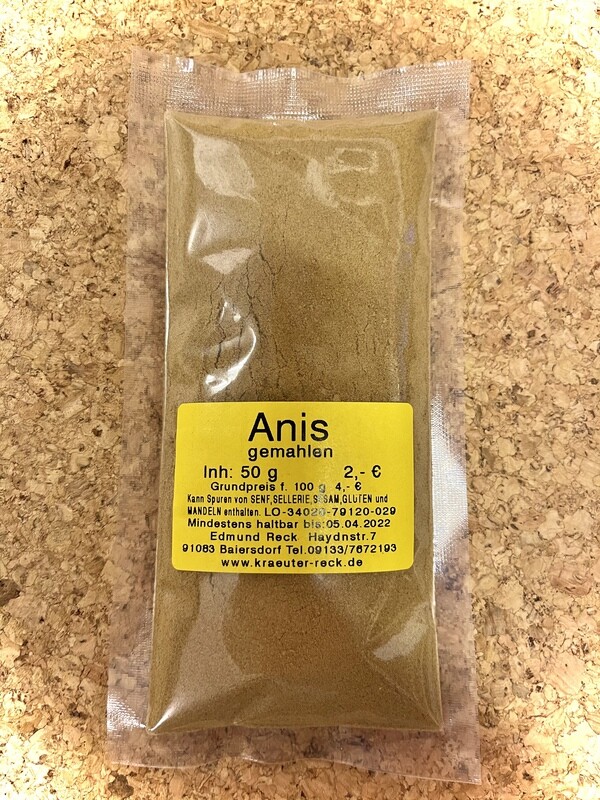 Anis
gemahlen
Inh: 50 g 2,- €
Grundpreis f. 100 g 4,- €
Kann Spuren von SENF,SELLERIE,SESAM,GLUTEN und
MANDELN enthalten. LO-34020-79120-029
Mindestens haltbar bis:05.04.2022
Edmund Reck Haydnstr.7
91083 Baiersdorf Tel.09133/7672193
www.kraeuter-reck.de